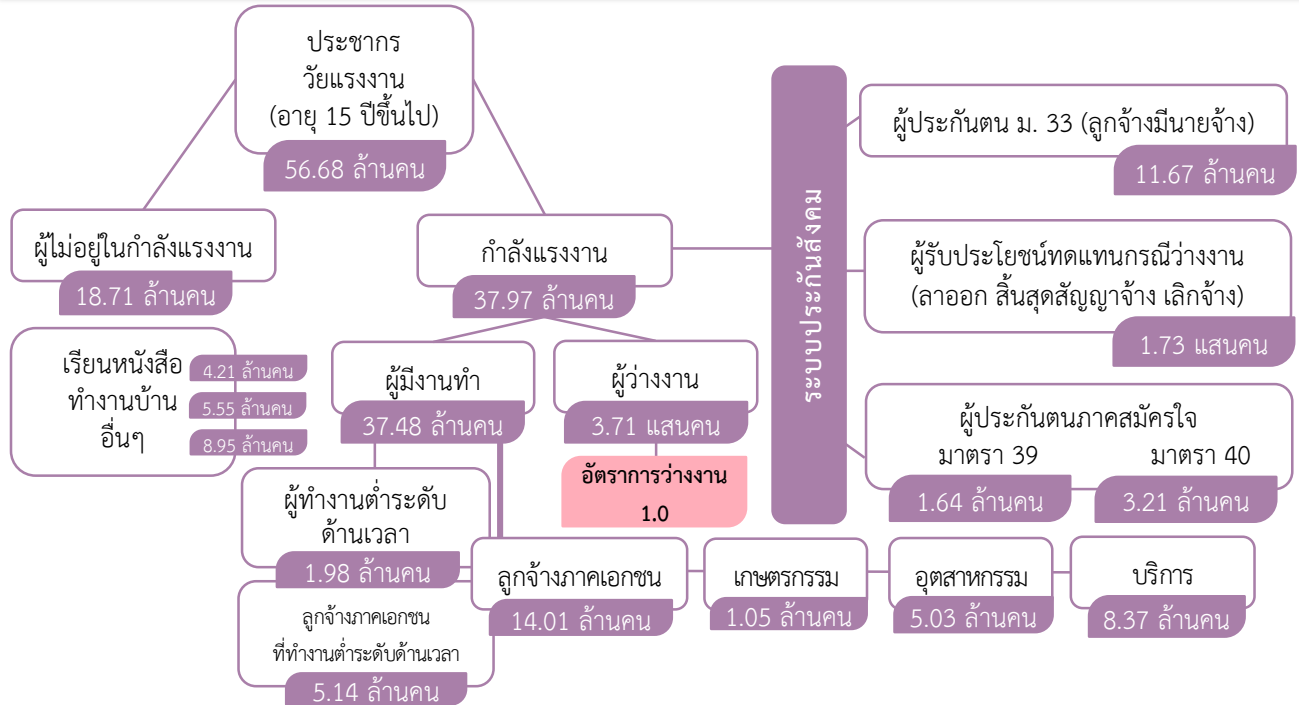 ประชากร
วัยแรงงาน
(อายุ 15 ปีขึ้นไป)
56.68 ล้านคน
ผู้ไม่อยู่ในกำลังแรงงาน
18.71 ล้านคน
เรียนหนังสือ
4.21 ล้านคน
ทำงานบ้าน
5.55 ล้านคน
อื่นๆ
8.95 ล้านคน
กำลังแรงงาน
37.97 ล้านคน
ผู้มีงานทำ
37.48 ล้านคน
ผู้ว่างงาน
3.71 แสนคน
อัตราการว่างงาน
1.0
ผู้ทำงานต่ำระดับ
ด้านเวลา
1.98 ล้านคน
ลูกจ้างภาคเอกชน
ที่ทำงานต่ำระดับด้านเวลา
5.14 ล้านคน
ลูกจ้างภาคเอกชน
14.01 ล้านคน
เกษตรกรรม
1.05 ล้านคน
อุตสาหกรรม
5.03 ล้านคน
บริการ
8.37 ล้านคน
ระบบประกันสังคม
ผู้ประกันตน ม. 33 (ลูกจ้างมีนายจ้าง)
11.67 ล้านคน
ผู้รับประโยชน์ทดแทนกรณีว่างงาน
(ลาออก สิ้นสุดสัญญาจ้าง เลิกจ้าง)
1.73 แสนคน
ผู้ประกันตนภาคสมัครใจ
มาตรา 39 มาตรา 40
1.64 ล้านคน 3.21 ล้านคน